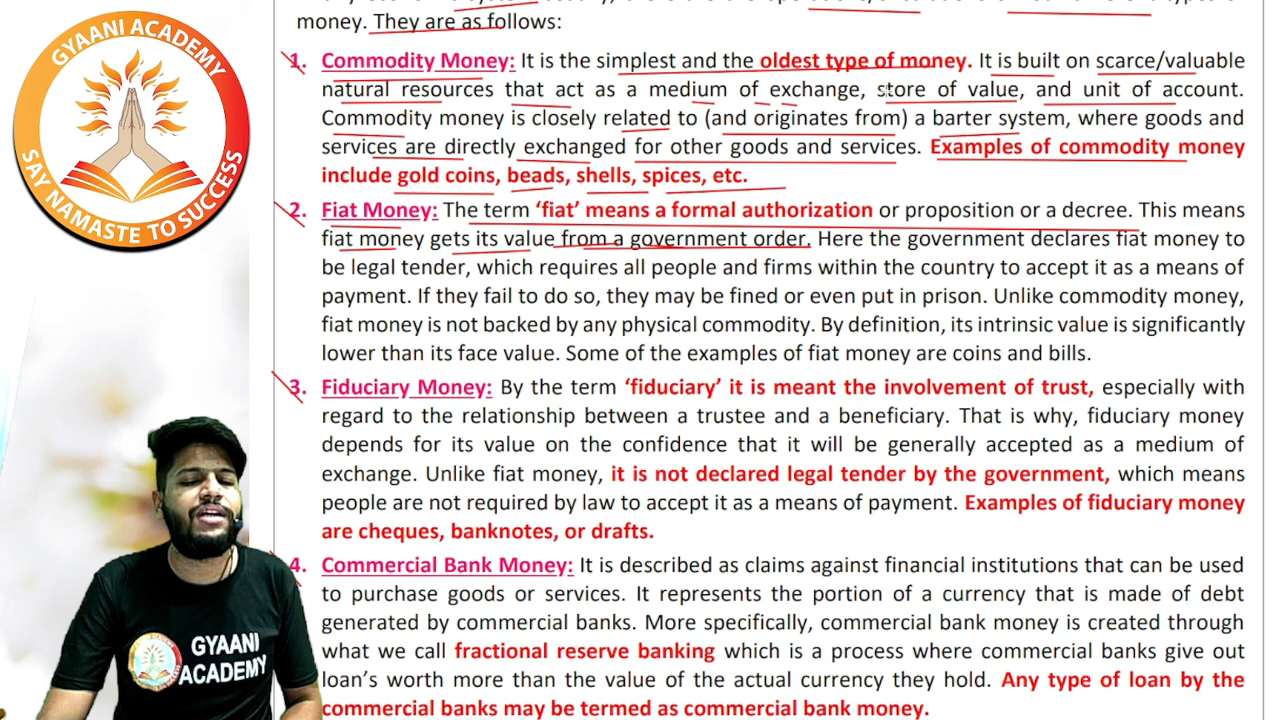 GYAANI ACADEMY
SAY NAMASTE TO SUCCESS
money. They are as follows:
1. Commodity Money: It is the simplest and the oldest type of money. It is built on scarce/valuable
natural resources that act as a medium of exchange, store of value, and unit of account.
Commodity money is closely related to (and originates from) a barter system, where goods and
services are directly exchanged for other goods and services. Examples of commodity money
include gold coins, beads, shells, spices, etc.
2. Fiat Money: The term ‘fiat’ means a formal authorization or proposition or a decree. This means
fiat money gets its value from a government order. Here the government declares fiat money to
be legal tender, which requires all people and firms within the country to accept it as a means of
payment. If they fail to do so, they may be fined or even put in prison. Unlike commodity money,
fiat money is not backed by any physical commodity. By definition, its intrinsic value is significantly
lower than its face value. Some of the examples of fiat money are coins and bills.
3. Fiduciary Money: By the term ‘fiduciary’ it is meant the involvement of trust, especially with
regard to the relationship between a trustee and a beneficiary. That is why, fiduciary money
depends for its value on the confidence that it will be generally accepted as a medium of
exchange. Unlike fiat money, it is not declared legal tender by the government, which means
people are not required by law to accept it as a means of payment. Examples of fiduciary money
are cheques, banknotes, or drafts.
4. Commercial Bank Money: It is described as claims against financial institutions that can be used
to purchase goods or services. It represents the portion of a currency that is made of debt
generated by commercial banks. More specifically, commercial bank money is created through
what we call fractional reserve banking which is a process where commercial banks give out
loan’s worth more than the value of the actual currency they hold. Any type of loan by the
commercial banks may be termed as commercial bank money.
GYAANI
ACADEMY